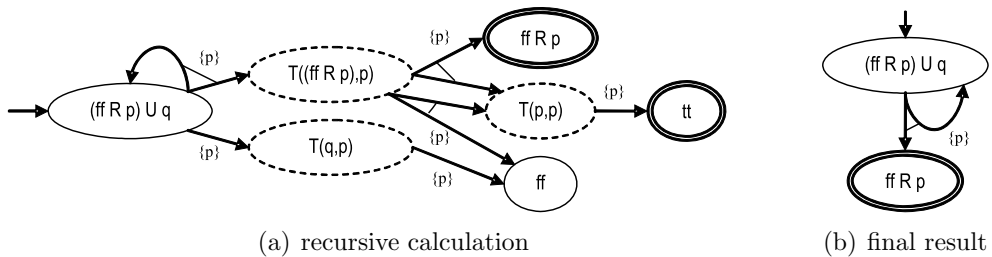 {p}
{p}
ff R p
(ff R p) U q
T((ff R p),p)
(ff R p) U q
T(p,p)
{p}
tt
{p}
T(q,p)
{p}
{p}
{p}
ff
ff R p
(a) recursive calculation
(b) final result